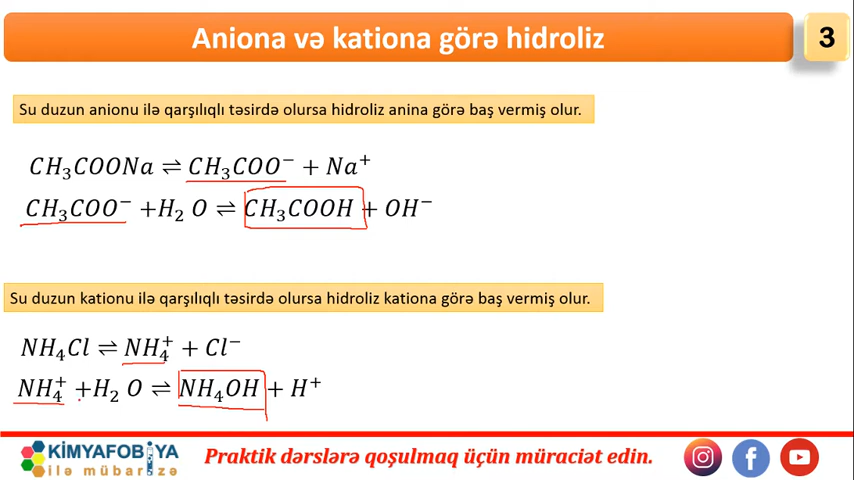 Aniona və kationa görə hidroliz
3
Su duzun anionu ilə qarşılıqlı təsirdə olursa hidroliz anina görə baş vermiş olur.
CH₃COONa ⇌ CH₃COO⁻ + Na⁺
CH₃COO⁻ +H₂ O ⇌ CH₃COOH + OH⁻
Su duzun kationu ilə qarşılıqlı təsirdə olursa hidroliz kationa görə baş vermiş olur.
NH₄Cl ⇌ NH₄⁺ + Cl⁻
NH₄⁺ +H₂ O ⇌ NH₄OH + H⁺
KİMYAFOBİYA
ilə mübarizə
Praktik dərslərə qoşulmaq üçün müraciət edin.